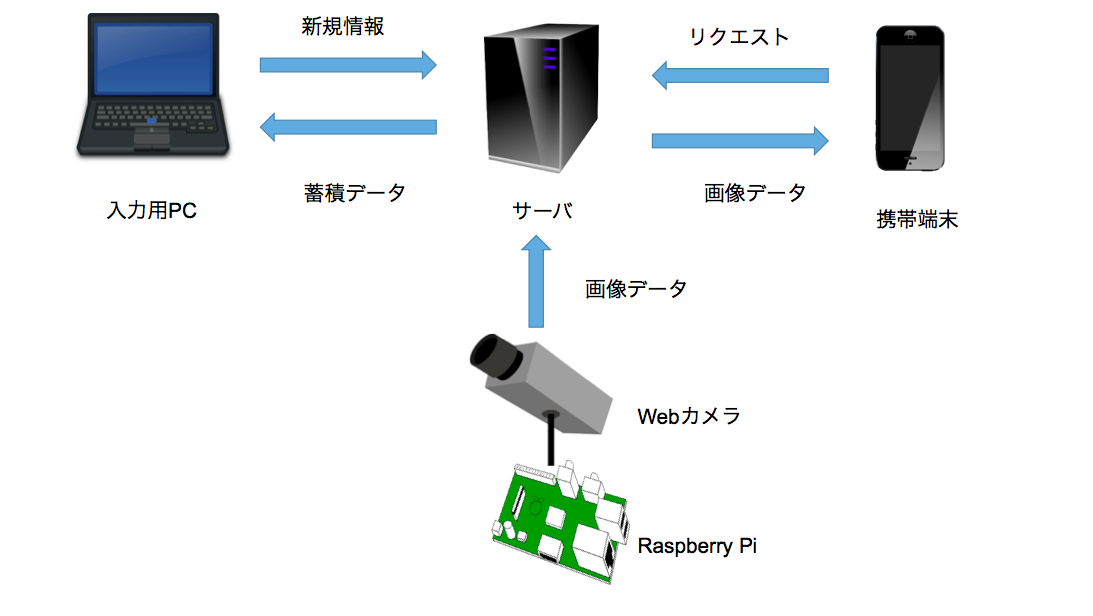 新規情報
リクエスト
蓄積データ
画像データ
入力用PC
サーバ
携帯端末
画像データ
Webカメラ
Raspberry Pi